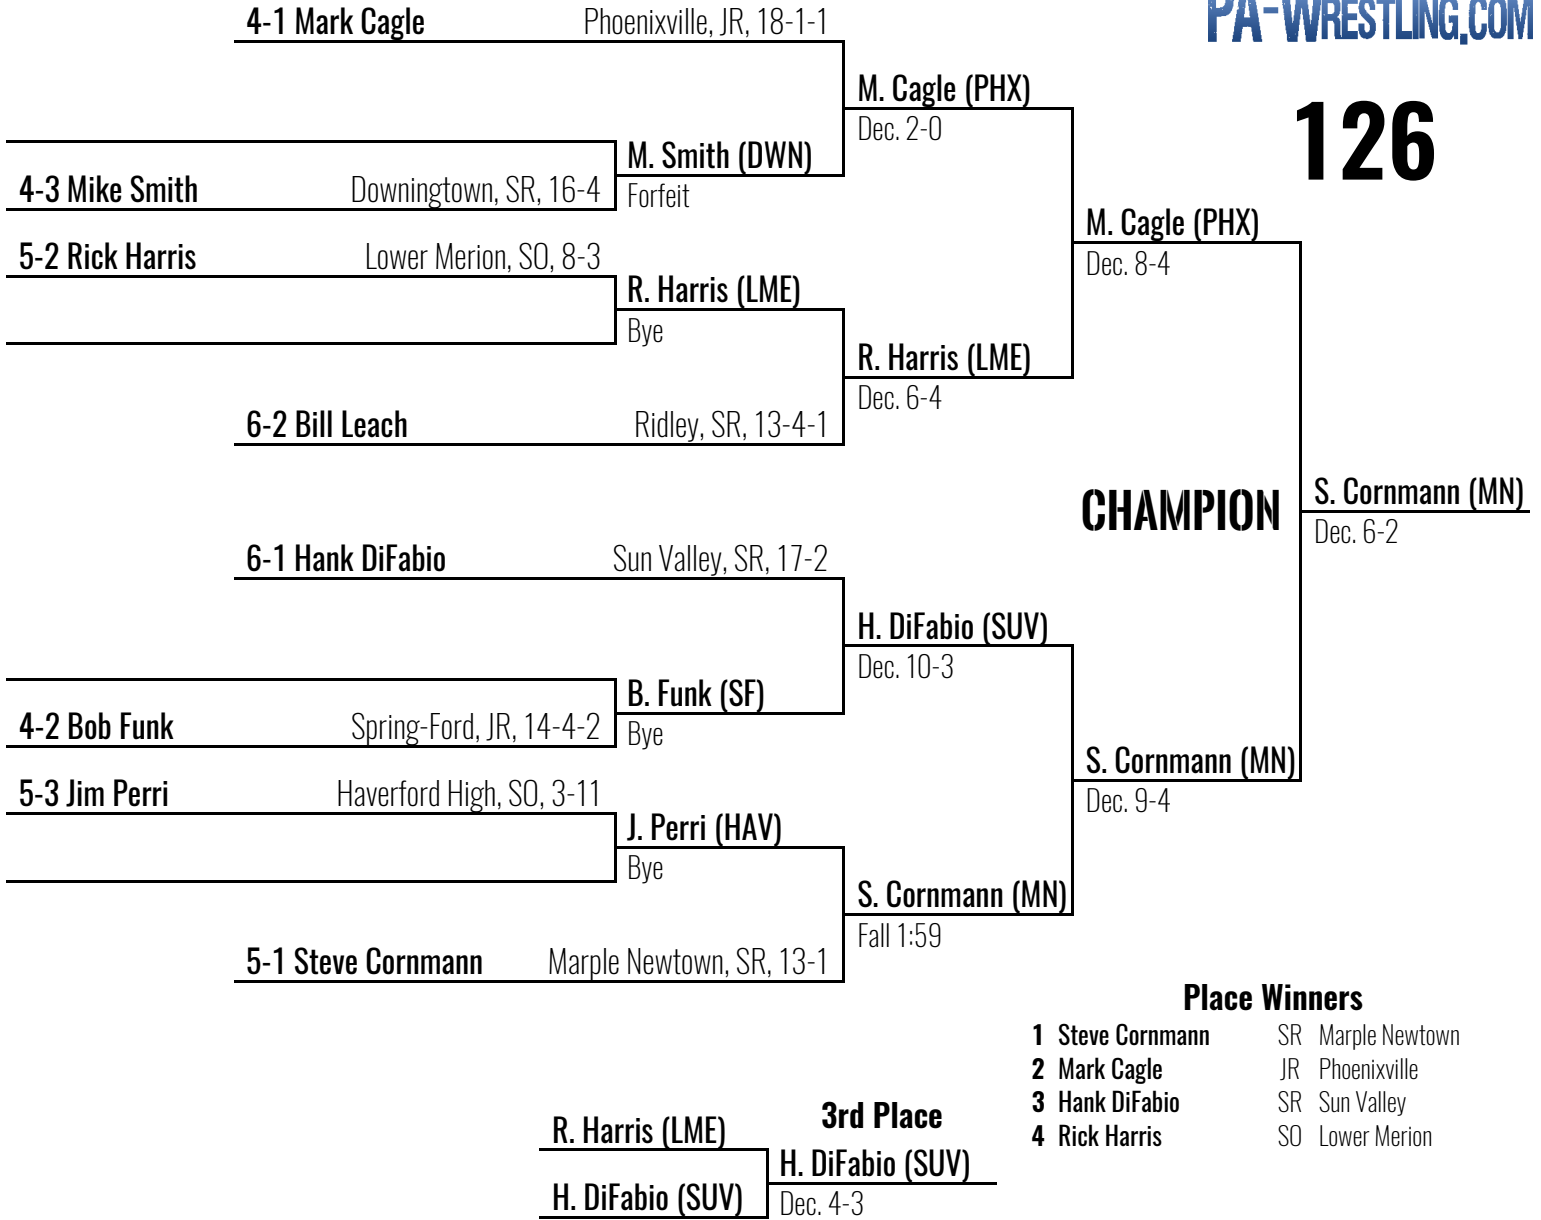 PA-WRESTLING.COM
126
4-1 Mark Cagle Phoenixville, JR, 18-1-1
M. Cagle (PHX)
Dec. 2-0
M. Smith (DWN)
4-3 Mike Smith Downingtown, SR, 16-4
Forfeit
M. Cagle (PHX)
Dec. 8-4
5-2 Rick Harris Lower Merion, SO, 8-3
R. Harris (LME)
Bye
R. Harris (LME)
Dec. 6-4
6-2 Bill Leach Ridley, SR, 13-4-1
CHAMPION
S. Cornmann (MN)
Dec. 6-2
6-1 Hank DiFabio Sun Valley, SR, 17-2
H. DiFabio (SUV)
Dec. 10-3
B. Funk (SF)
4-2 Bob Funk Spring-Ford, JR, 14-4-2
Bye
S. Cornmann (MN)
Dec. 9-4
5-3 Jim Perri Haverford High, SO, 3-11
J. Perri (HAV)
Bye
S. Cornmann (MN)
Fall 1:59
5-1 Steve Cornmann Marple Newtown, SR, 13-1
Place Winners
1 Steve Cornmann SR Marple Newtown
2 Mark Cagle JR Phoenixville
3 Hank DiFabio SR Sun Valley
4 Rick Harris SO Lower Merion
3rd Place
R. Harris (LME)
H. DiFabio (SUV)
H. DiFabio (SUV)
Dec. 4-3